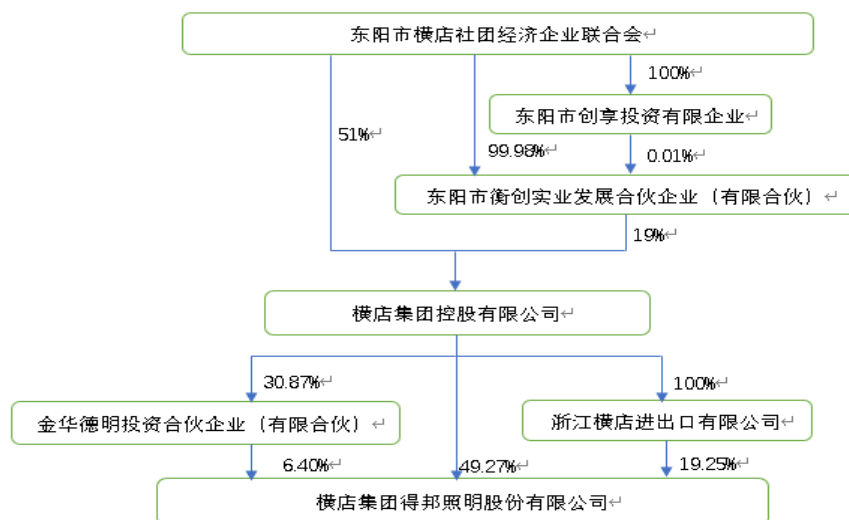 东阳市横店社团经济企业联合会
100%
东阳市创享投资有限企业
51%
99.98%
0.01%
东阳市衡创实业发展合伙企业（有限合伙）
19%
横店集团控股有限公司
30.87%
100%
金华德明投资合伙企业（有限合伙）
浙江横店进出口有限公司
6.40%
49.27%
19.25%
横店集团得邦照明股份有限公司